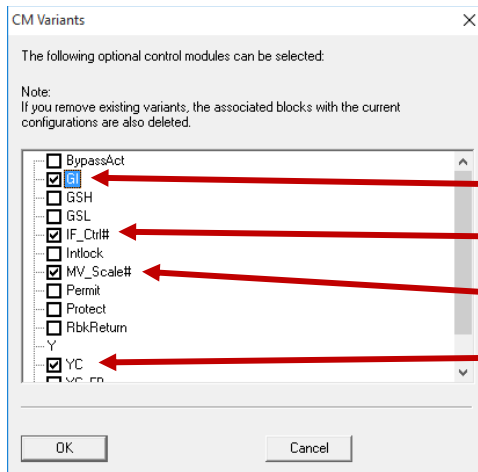 CM Variants
The following optional control modules can be selected:
Note:
If you remove existing variants, the associated blocks with the current
configurations are also deleted.
BypassAct
GI
GSH
GSL
IF_Ctrl#
Intlock
MV_Scale#
Permit
Protect
RbkReturn
Y
YC
OK
Cancel